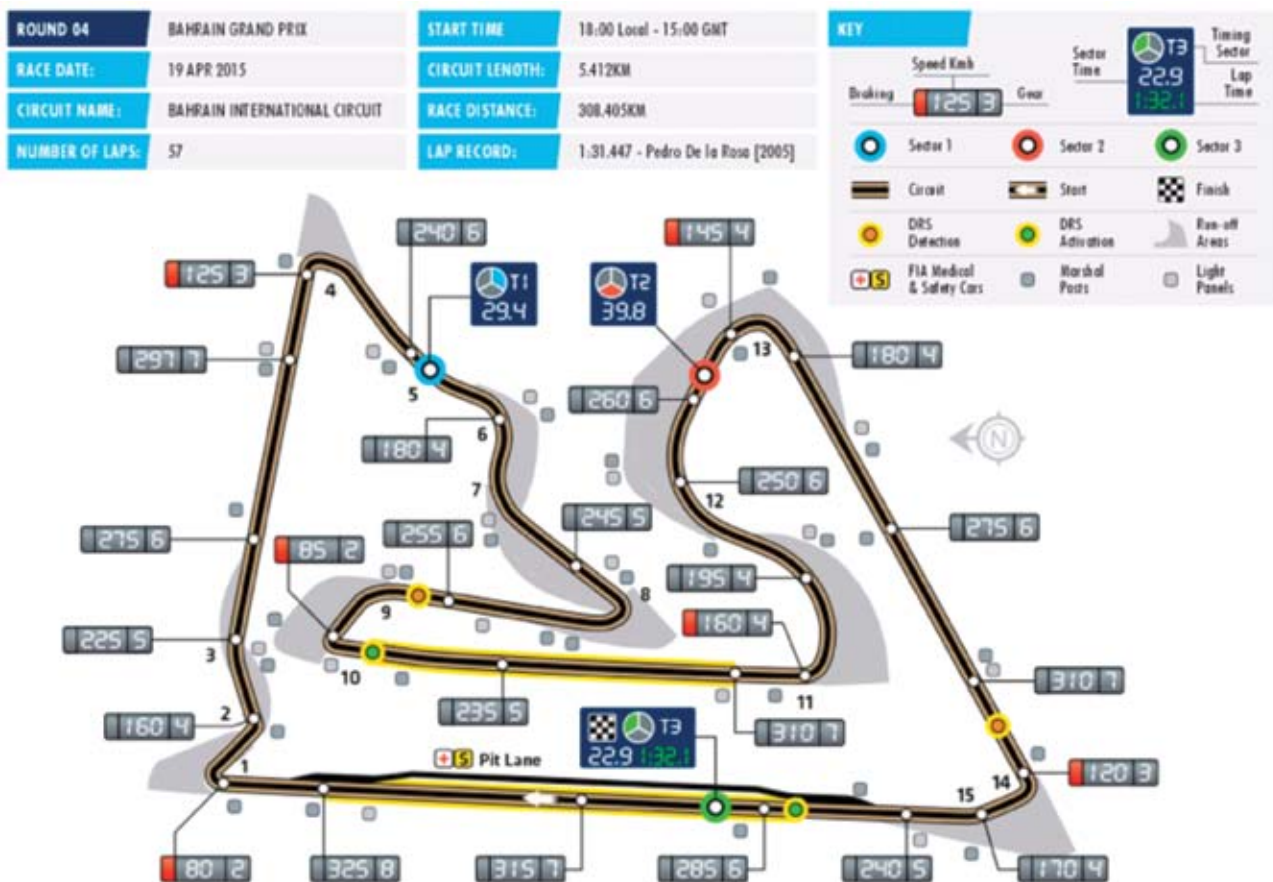 ROUND 04 BAHRAIN GRAND PRIX
RACE DATE: 19 APR 2015
CIRCUIT NAME: BAHRAIN INTERNATIONAL CIRCUIT
NUMBER OF LAPS: 57
START TIME 18:00 Local - 15:00 GMT
CIRCUIT LENGTH: 5.412KM
RACE DISTANCE: 308.405KM
LAP RECORD: 1:31.447 - Pedro De la Rosa [2005]
KEY
Speed Kmh
Braking 125 3 Gear
Sector
Time
T3
22.9
1:32.1
Timing
Sector
Lap
Time
Sector 1 Sector 2 Sector 3
Circuit Start Finish
DRS
Detection
DRS
Activation
Run-off
Areas
FIA Medical
& Safety Cars
Marshal
Posts
Light
Panels
S
N
240 6
145 4
125 3
4
T1
29.4
T2
39.8
13
297 7
180 4
5
260 6
6
180 4
7
12
250 6
275 6
255 6
245 5
275 6
85 2
195 4
8
9
160 4
225 5
3
10
11
310 7
2
160 4
235 5
T3
22.9 1:32.1
310 7
S Pit Lane
1
14
120 3
15
80 2
325 8
315 7
285 6
240 5
170 4